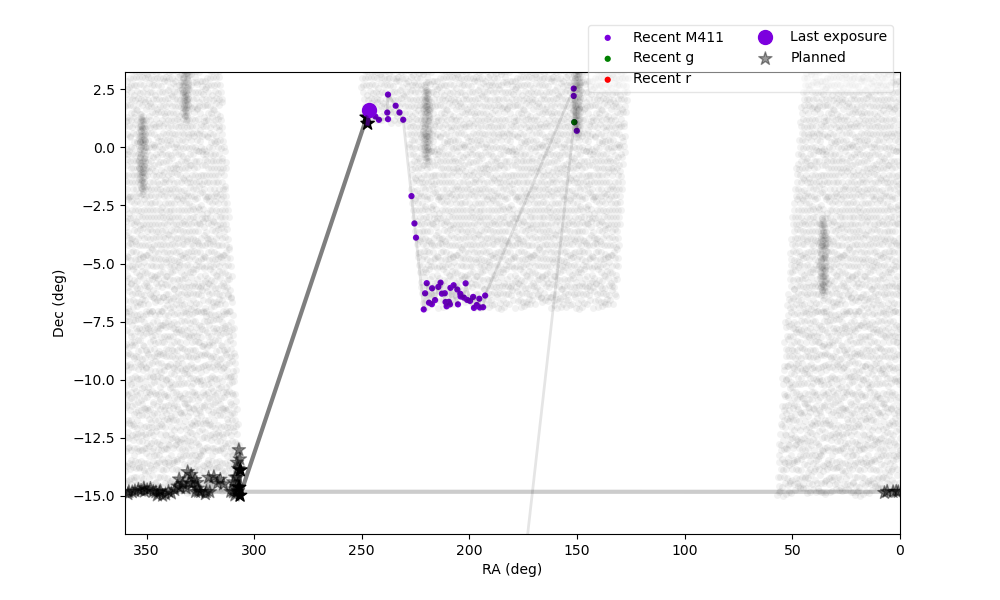 Recent M411 Last exposure
Recent g Planned
Recent r
2.5
0.0
−2.5
−5.0
−7.5
−10.0
−12.5
−15.0
Dec (deg)
350 300 250 200 150 100 50 0
RA (deg)